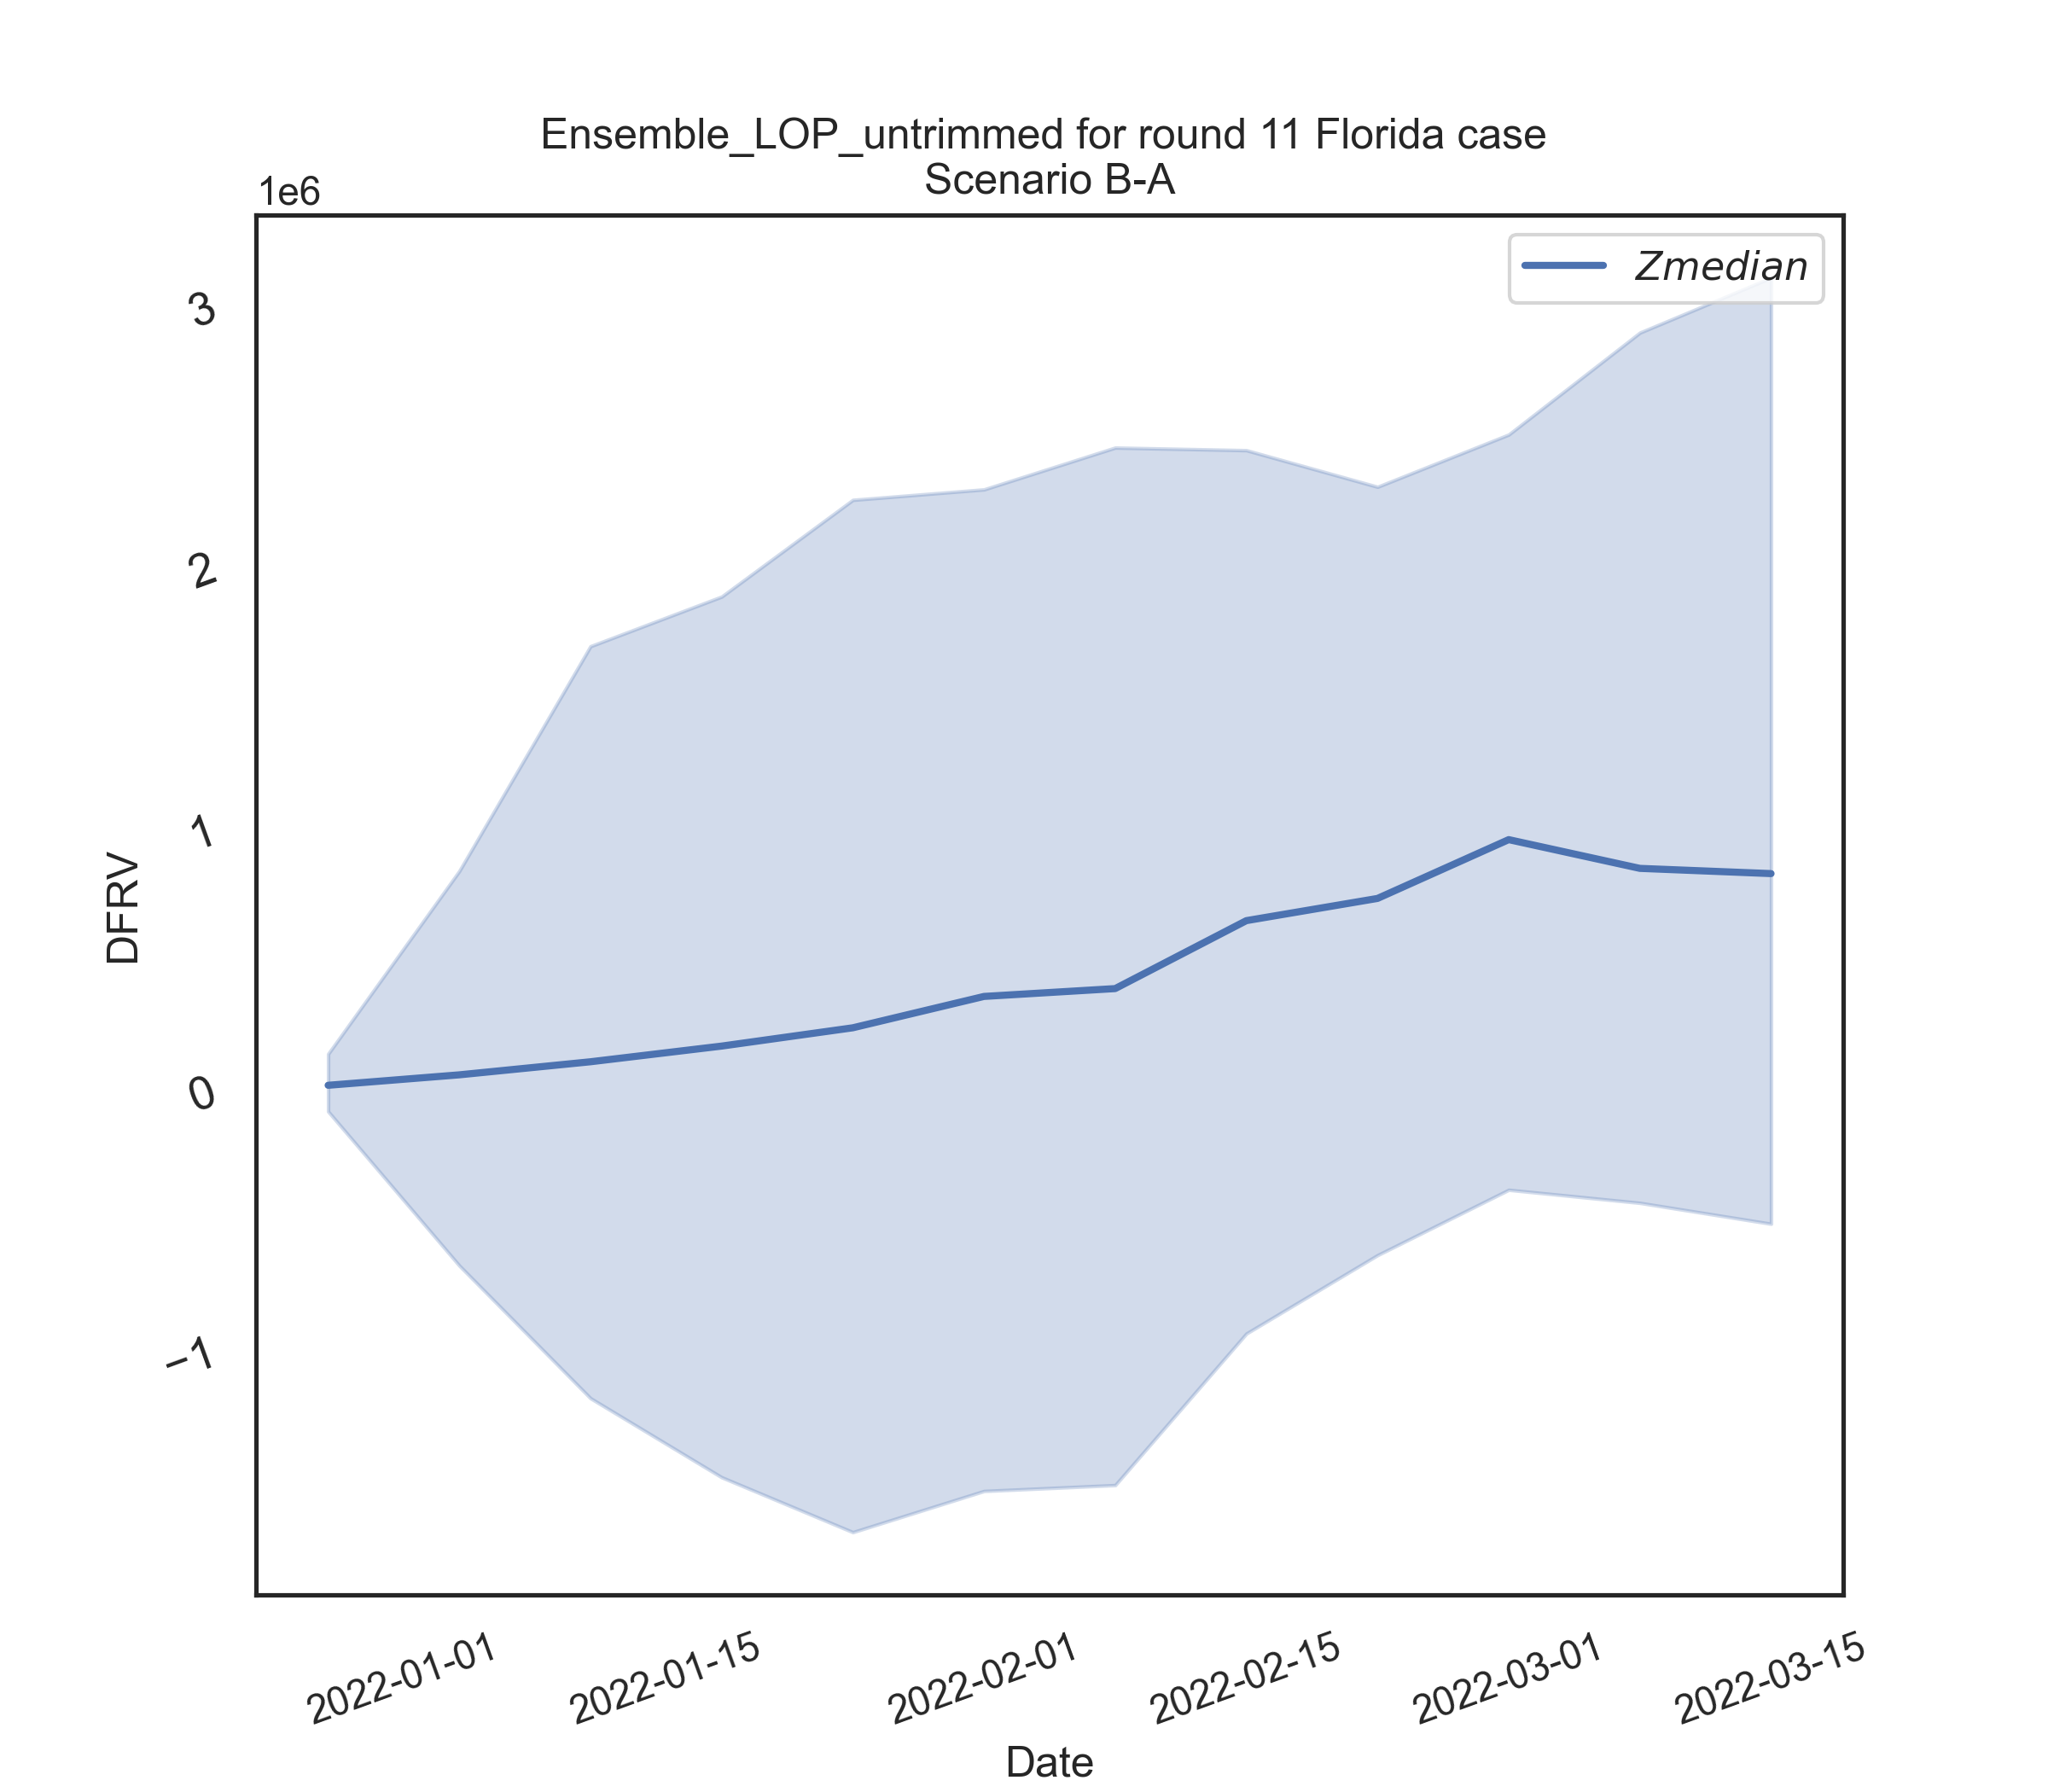 Ensemble_LOP_untrimmed for round 11 Florida case
Scenario B-A
1e6
Zmedian
3
2
1
0
−1
DFRV
2022-01-01
2022-01-15
2022-02-01
2022-02-15
2022-03-01
2022-03-15
Date